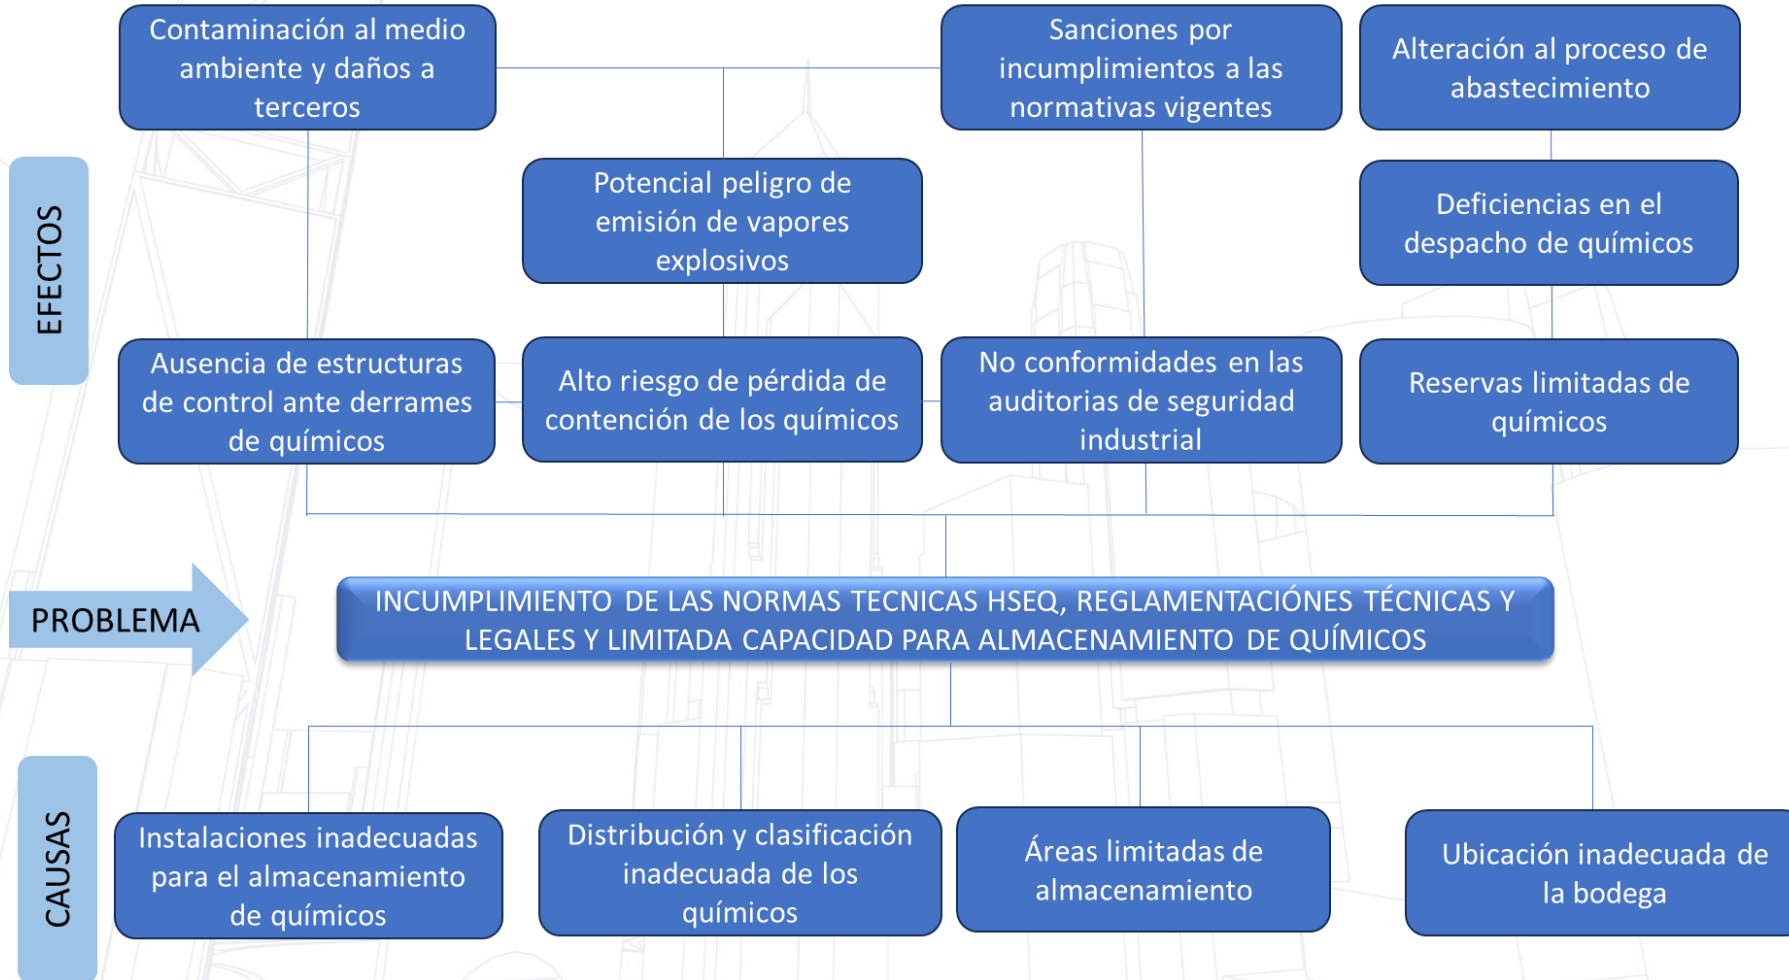 Contaminación al medio
ambiente y daños a
terceros
Sanciones por
incumplimientos a las
normativas vigentes
Alteración al proceso de
abastecimiento
EFECTOS
Potencial peligro de
emisión de vapores
explosivos
Deficiencias en el
despacho de químicos
Ausencia de estructuras
de control ante derrames
de químicos
Alto riesgo de pérdida de
contención de los químicos
No conformidades en las
auditorias de seguridad
industrial
Reservas limitadas de
químicos
PROBLEMA
INCUMPLIMIENTO DE LAS NORMAS TECNICAS HSEQ, REGLAMENTACIÓNES TÉCNICAS Y
LEGALES Y LIMITADA CAPACIDAD PARA ALMACENAMIENTO DE QUÍMICOS
CAUSAS
Instalaciones inadecuadas
para el almacenamiento
de químicos
Distribución y clasificación
inadecuada de los
químicos
Áreas limitadas de
almacenamiento
Ubicación inadecuada de
la bodega